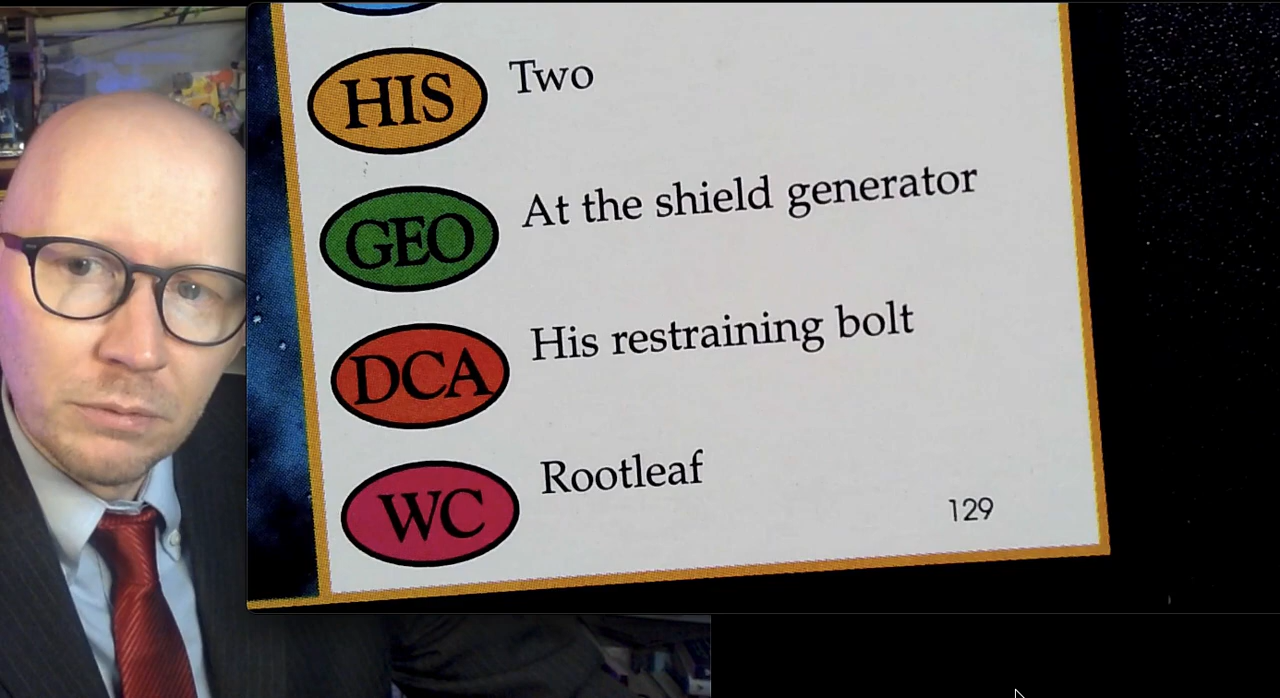 HIS Two
GEO At the shield generator
DCA His restraining bolt
WC Rootleaf
129